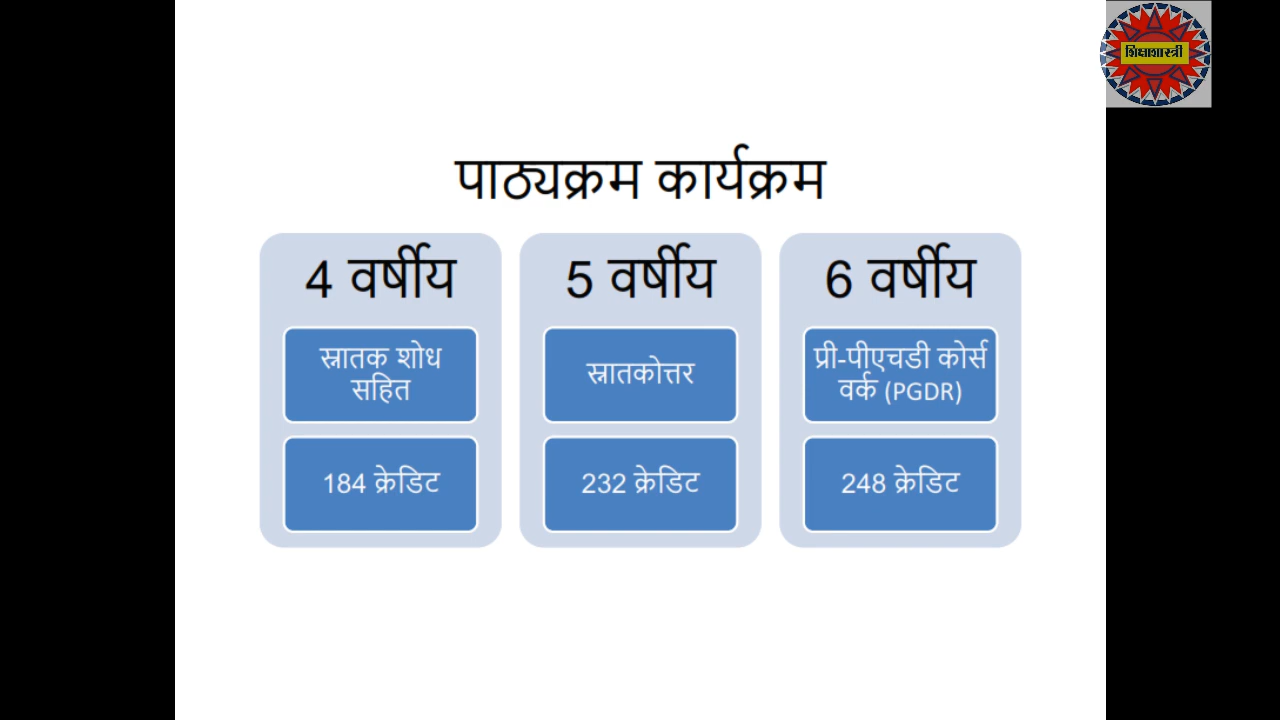 शिक्षाशास्त्री
पाठ्यक्रम कार्यक्रम
4 वर्षीय
स्नातक शोध
सहित
184 क्रेडिट
5 वर्षीय
स्नातकोत्तर
232 क्रेडिट
6 वर्षीय
प्री-पीएचडी कोर्स
वर्क (PGDR)
248 क्रेडिट